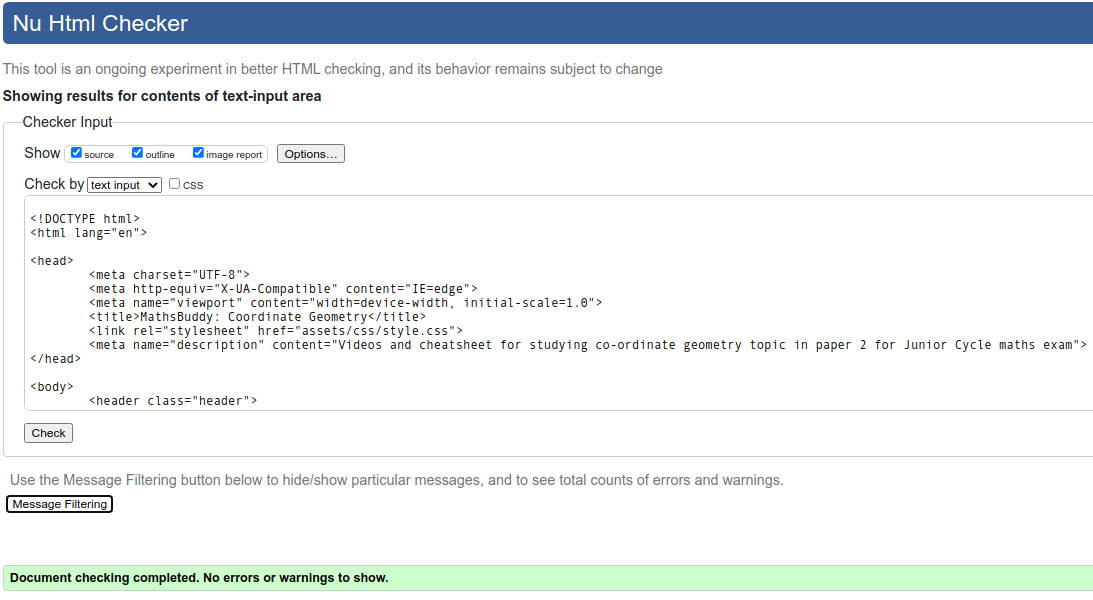 Nu Html Checker
This tool is an ongoing experiment in better HTML checking, and its behavior remains subject to change
Showing results for contents of text-input area
Checker Input
Show source outline image report Options...
Check by text input css
<!DOCTYPE html>
<html lang="en">
<head>
<meta charset="UTF-8">
<meta http-equiv="X-UA-Compatible" content="IE=edge">
<meta name="viewport" content="width=device-width, initial-scale=1.0">
<title>MathsBuddy: Coordinate Geometry</title>
<link rel="stylesheet" href="assets/css/style.css">
<meta name="description" content="Videos and cheatsheet for studying co-ordinate geometry topic in paper 2 for Junior Cycle maths exam">
</head>
<body>
<header class="header">
Check
Use the Message Filtering button below to hide/show particular messages, and to see total counts of errors and warnings.
Message Filtering
Document checking completed. No errors or warnings to show.